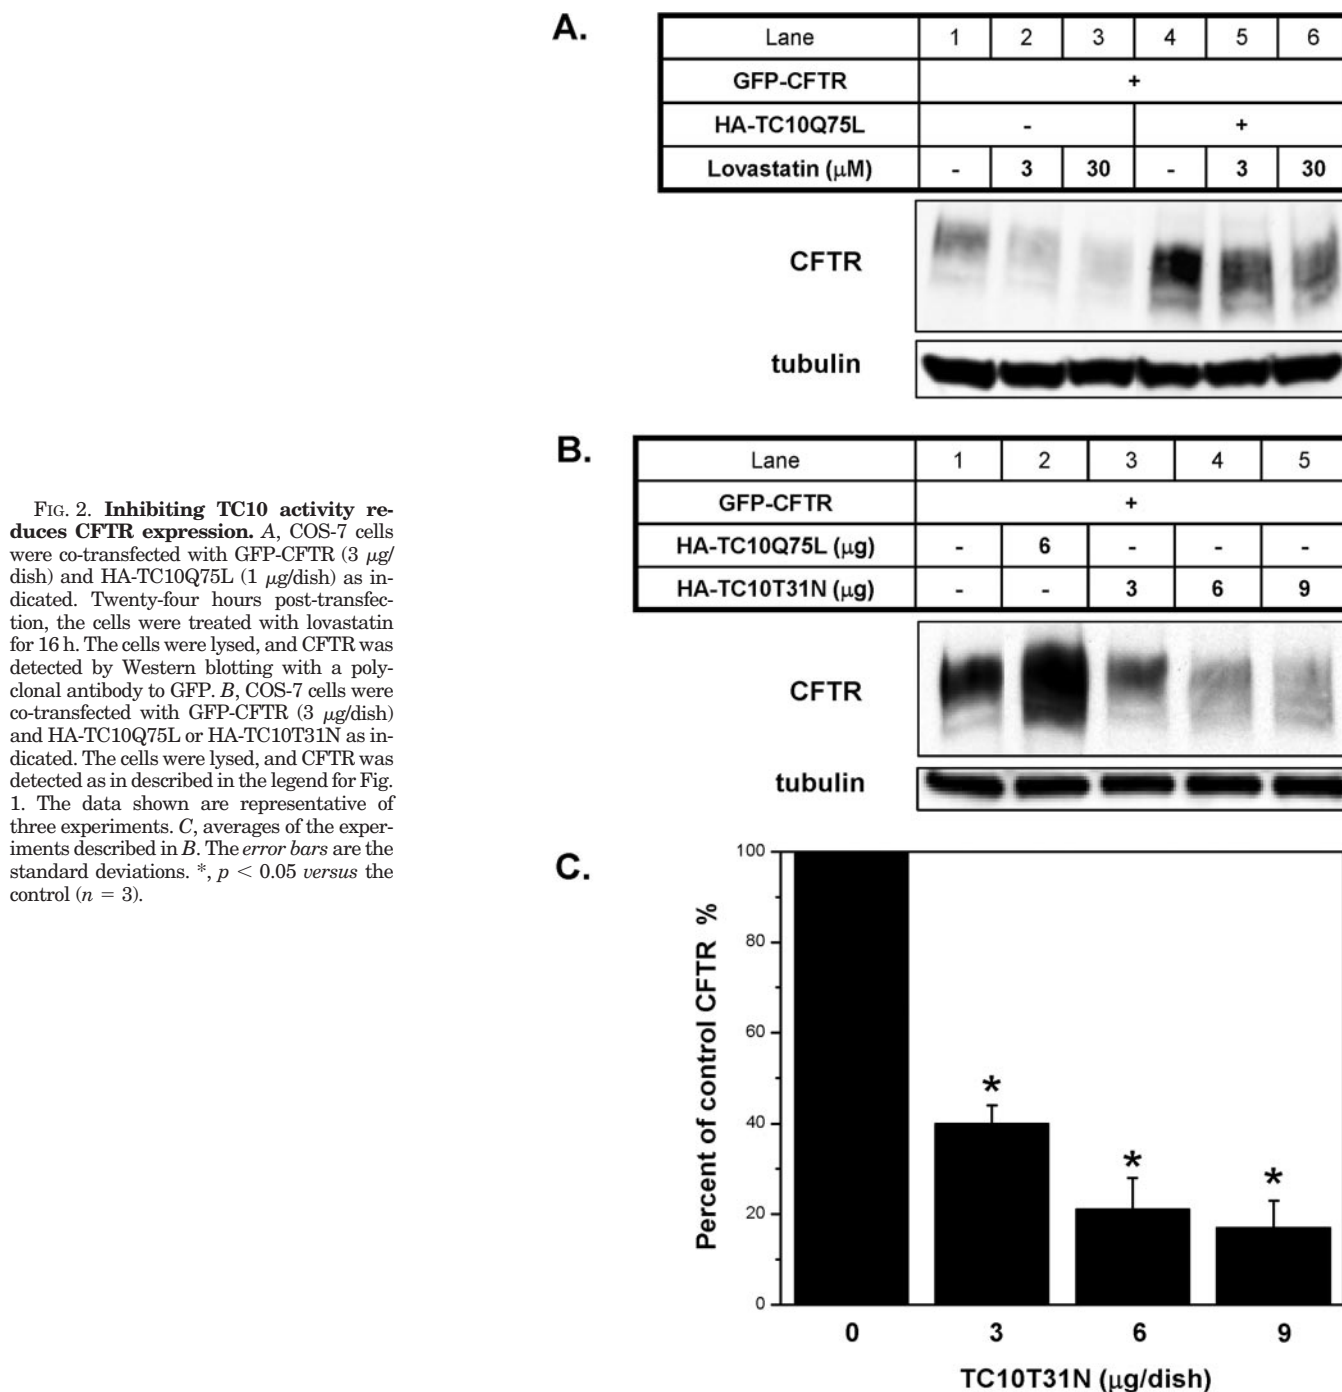 A.
Lane 1 2 3 4 5 6
GFP-CFTR +
HA-TC10Q75L - +
Lovastatin (μM) - 3 30 - 3 30
CFTR
tubulin
B.
Lane 1 2 3 4 5
GFP-CFTR +
HA-TC10Q75L (μg) - 6 - - -
HA-TC10T31N (μg) - - 3 6 9
CFTR
tubulin
FIG. 2. Inhibiting TC10 activity re-
duces CFTR expression. A, COS-7 cells
were co-transfected with GFP-CFTR (3 μg/
dish) and HA-TC10Q75L (1 μg/dish) as in-
dicated. Twenty-four hours post-transfec-
tion, the cells were treated with lovastatin
for 16 h. The cells were lysed, and CFTR was
detected by Western blotting with a poly-
clonal antibody to GFP. B, COS-7 cells were
co-transfected with GFP-CFTR (3 μg/dish)
and HA-TC10Q75L or HA-TC10T31N as in-
dicated. The cells were lysed, and CFTR was
detected as in described in the legend for Fig.
1. The data shown are representative of
three experiments. C, averages of the exper-
iments described in B. The error bars are the
standard deviations. *, p < 0.05 versus the
control (n = 3).
C.
Percent of control CFTR %
100
80
60
40
20
0
* * *
0 3 6 9
TC10T31N (μg/dish)